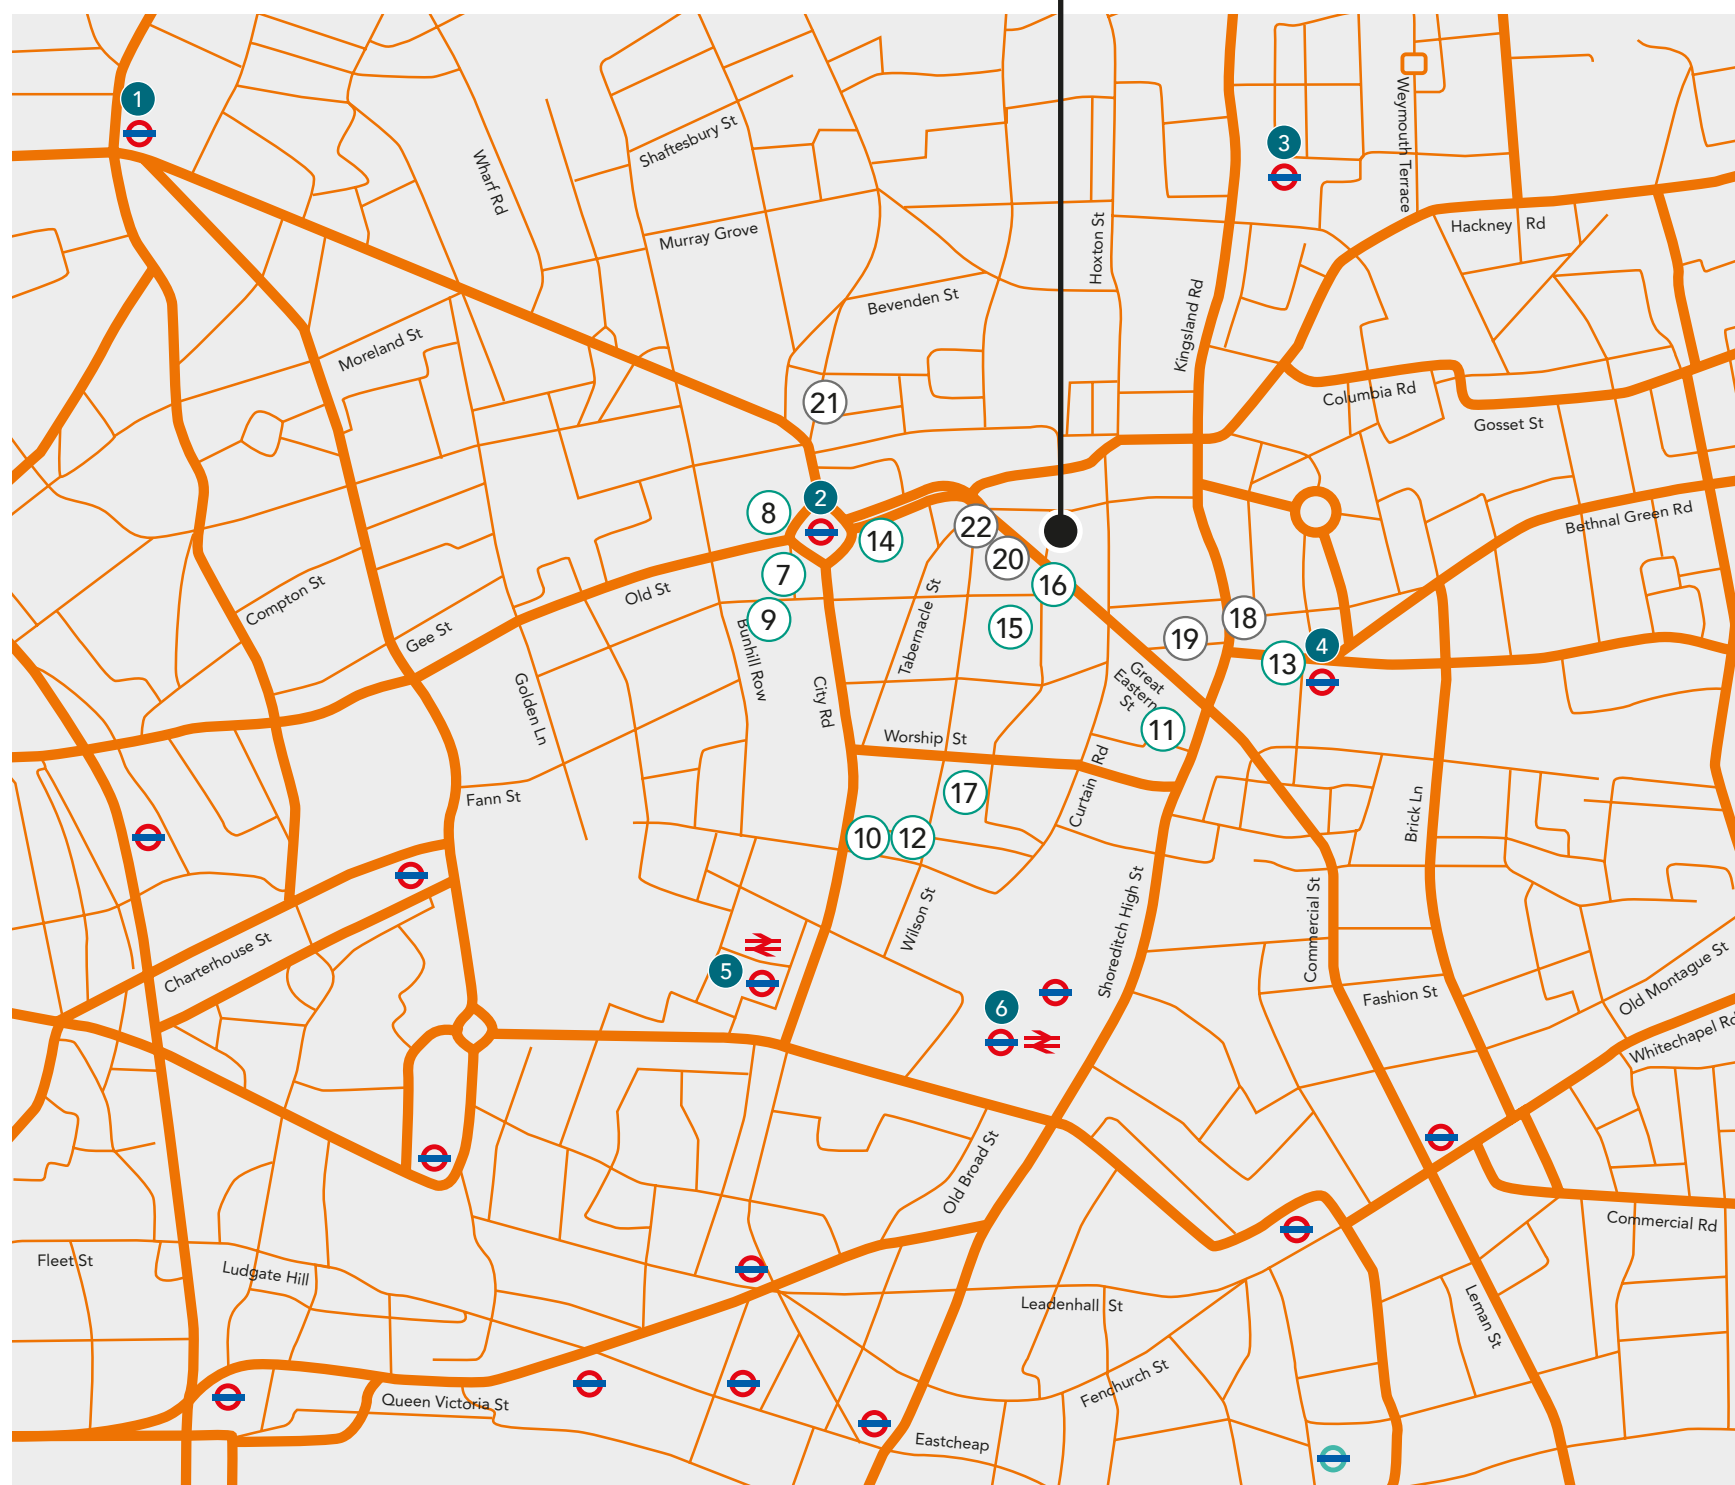 1
3
Weymouth Terrace
Shaftesbury St
Wharf Rd
Hackney Rd
Murray Grove
Hoxton St
Bevenden St
Kingsland Rd
Moreland St
Columbia Rd
21
Gosset St
2
8
Bethnal Green Rd
22
14
20
7
16
Compton St
Old St
Tabernacle St
9
15
18
Gee St
19
4
13
Bunhill Row
Golden Ln
City Rd
Great
Eastern
St
11
Worship St
Curtain Rd
Fann St
17
Brick Ln
10
12
Wilson St
Shoreditch High St
Commercial St
Charterhouse St
5
Old Montague St
Fashion St
6
Whitechapel Rd
Old Broad St
Commercial Rd
Fleet St
Ludgate Hill
Leadenhall St
Leman St
Fenchurch St
Queen Victoria St
Eastcheap